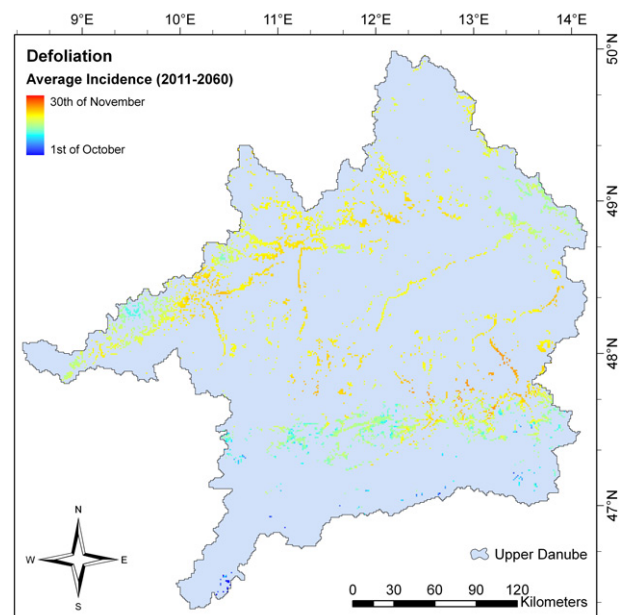 9°E 10°E 11°E 12°E 13°E 14°E
Defoliation
Average Incidence (2011-2060)
30th of November
1st of October
50°N
49°N
48°N
47°N
N
W E
S
Upper Danube
0 30 60 90 120
Kilometers